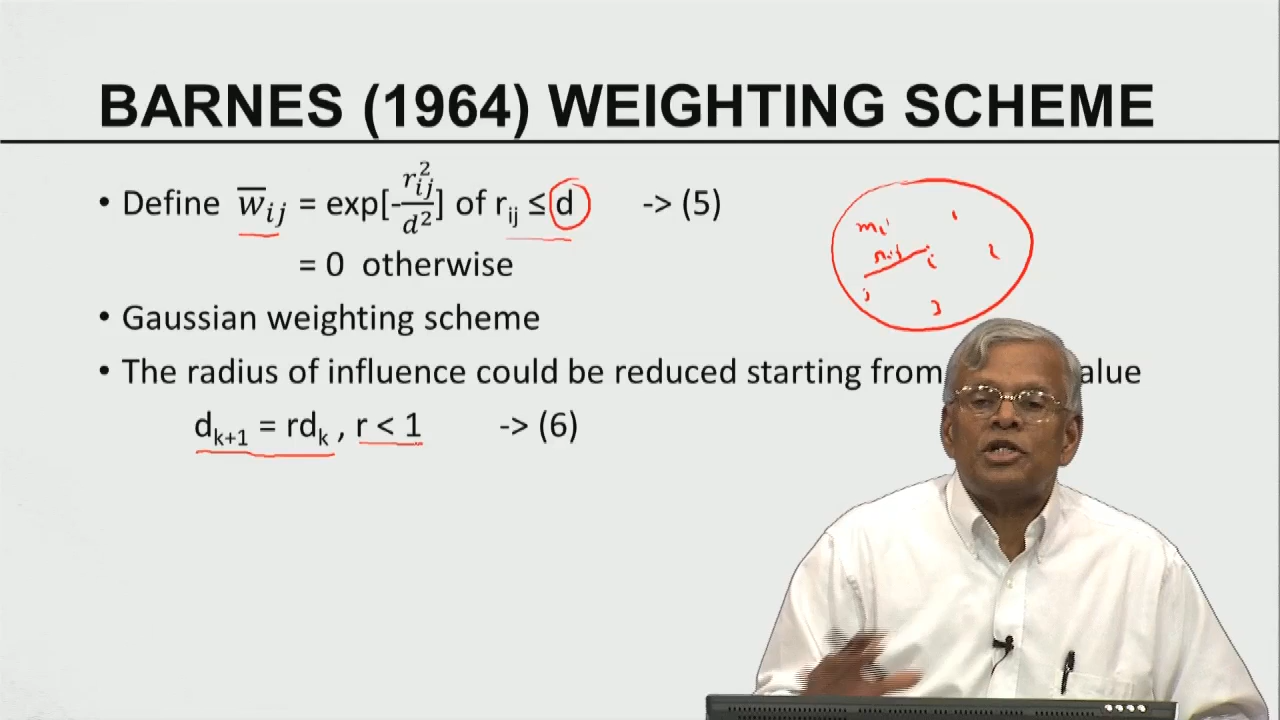 BARNES (1964) WEIGHTING SCHEME
• Define w̅ᵢⱼ = exp[-r²ᵢⱼ/d²] of rᵢⱼ ≤ d -> (5)
= 0 otherwise
• Gaussian weighting scheme
• The radius of influence could be reduced starting from alue
dₖ₊₁ = rdₖ , r < 1 -> (6)